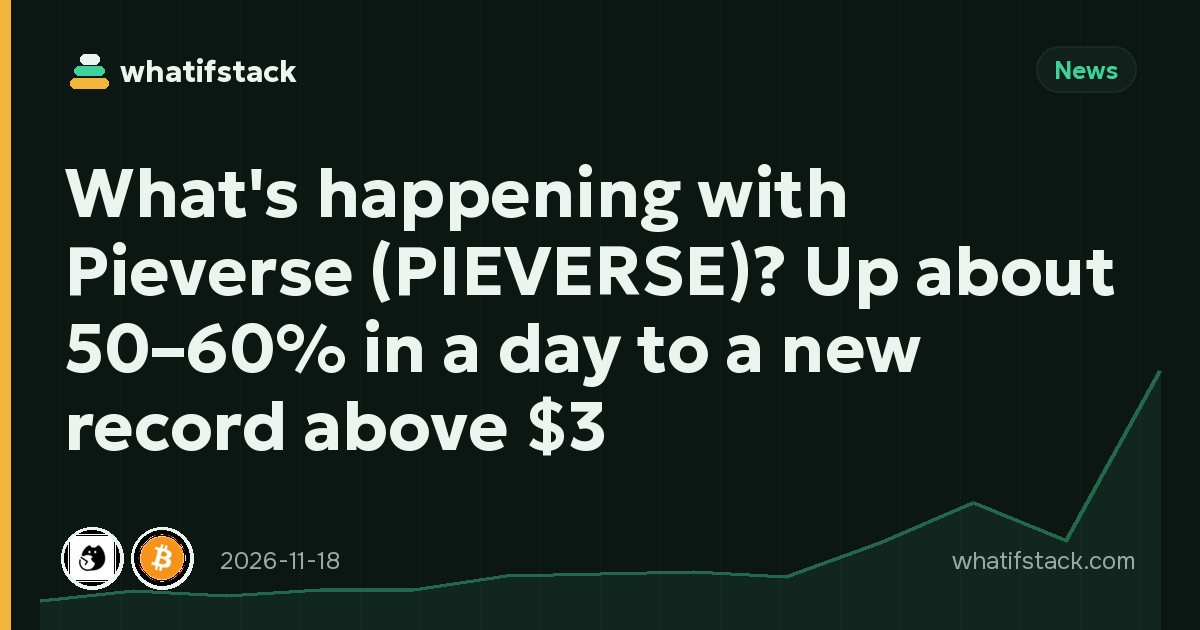 whatifstack
News
What's happening with
Pieverse (PIEVERSE)? Up about
50–60% in a day to a new
record above $3
2026-11-18
whatifstack.com